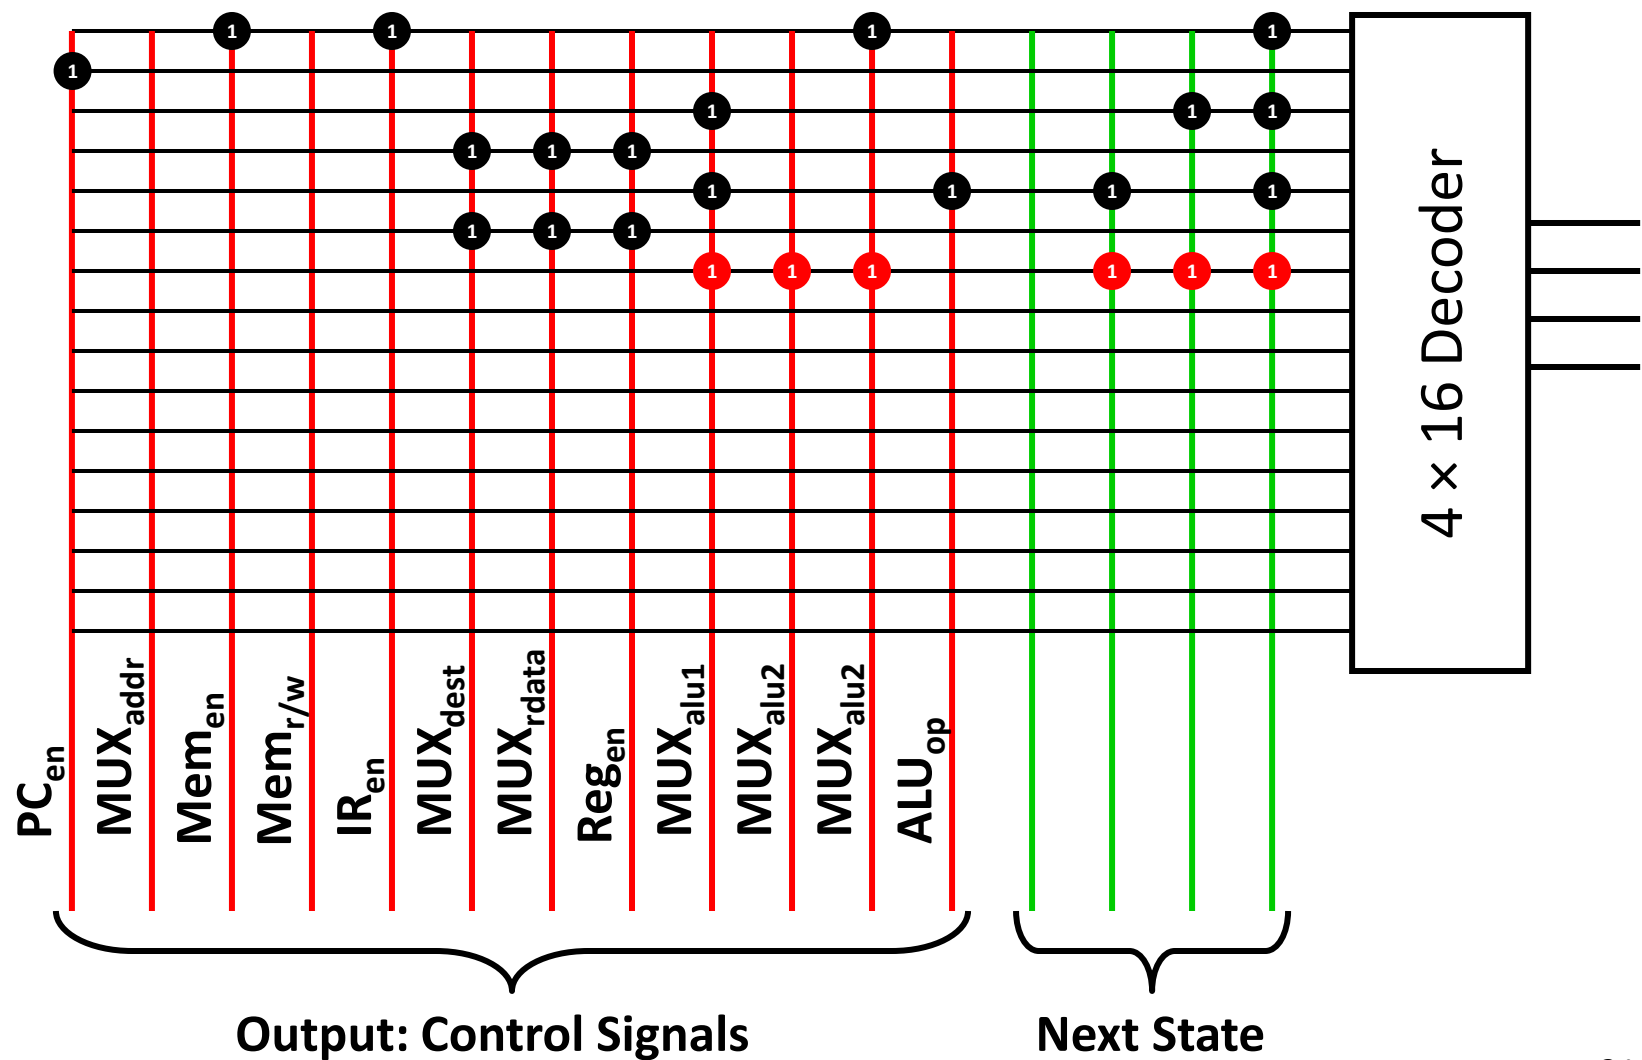 1 1 1 1
1
1 1 1
1 1 1
1 1 1 1
1 1 1
1 1 1 1 1 1
4 × 16 Decoder
PCen
MUXaddr
Memen
Memr/w
IRen
MUXdest
MUXrdata
Regen
MUXalu1
MUXalu2
MUXalu2
ALUop
Output: Control Signals
Next State